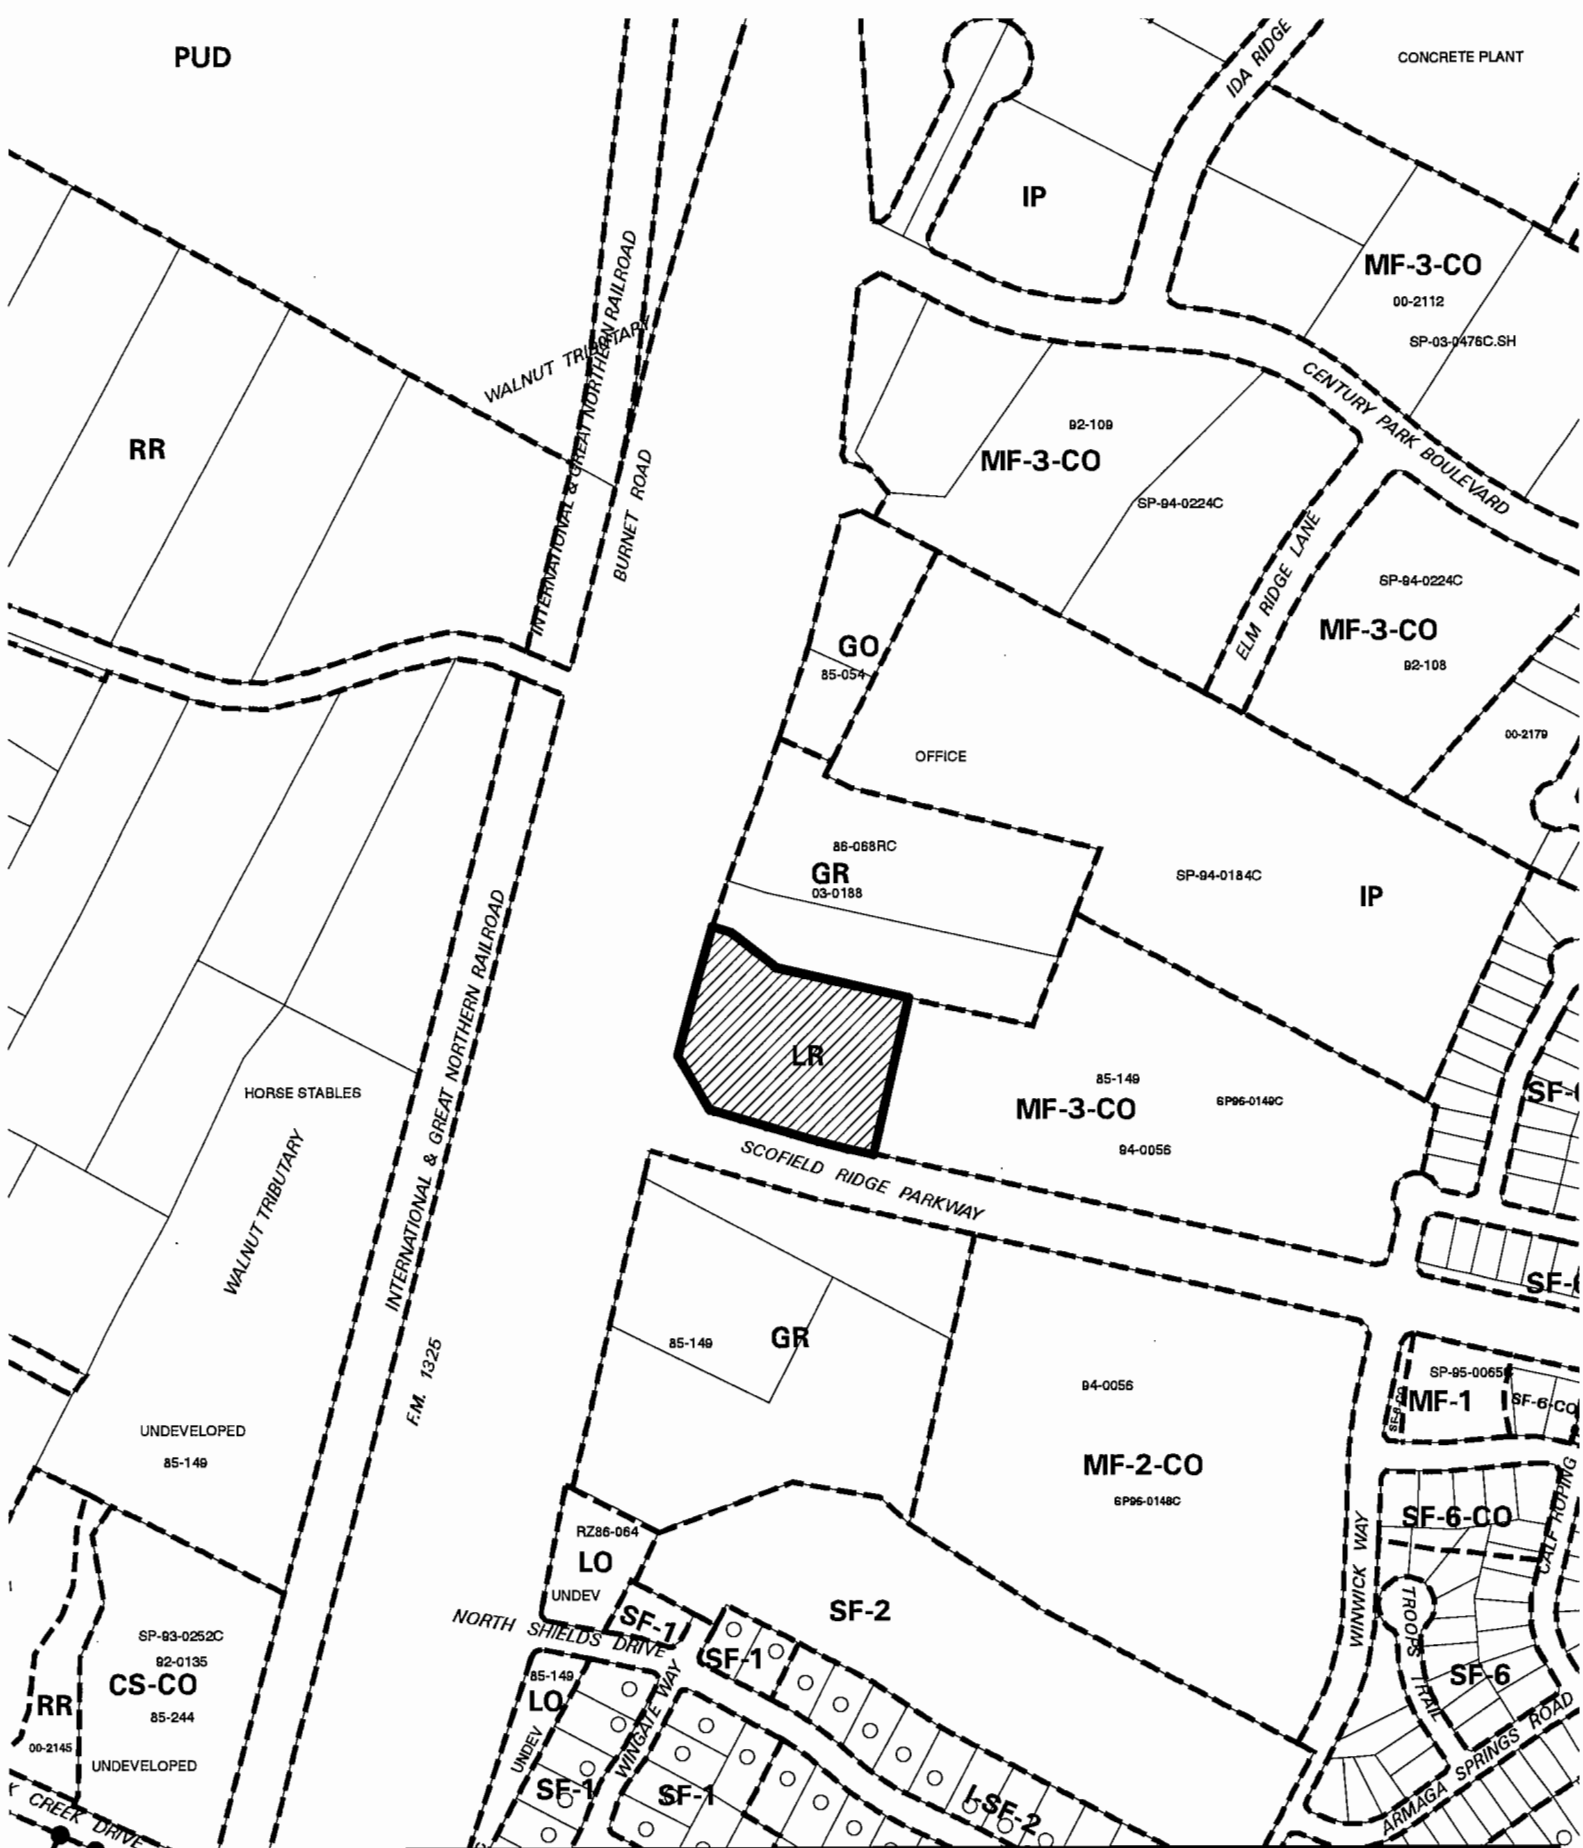 PUD
CONCRETE PLANT
IDA RIDGE
IP
MF-3-CO
00-2112
SP-03-0476C.SH
INTERNATIONAL & GREAT NORTHERN RAILROAD
WALNUT TRIBUTARY
CENTURY PARK BOULEVARD
92-109
MF-3-CO
SP-94-0224C
RR
BURNET ROAD
ELM RIDGE LANE
SP-94-0224C
MF-3-CO
92-108
GO
85-054
00-2179
OFFICE
86-068RC
GR
03-0188
SP-94-0184C
IP
LR
HORSE STABLES
85-149
MF-3-CO
SP95-0149C
94-0056
WALNUT TRIBUTARY
INTERNATIONAL & GREAT NORTHERN RAILROAD
SCOFIELD RIDGE PARKWAY
F.M. 1325
85-149
GR
94-0056
MF-2-CO
SP95-0148C
SP-95-0065
MF-1
SF-6-CO
SF-6-CO
UNDEVELOPED
85-149
SF-6-CO
WINWICK WAY
TROOPS TRAIL
SF-6
ARMAGA SPRINGS ROAD
RZ86-064
LO
UNDEV
SF-1
NORTH SHIELDS DRIVE
SF-2
SF-1
85-149
LO
UNDEV
WINGATE WAY
SF-1
SF-1
SF-2
SP-93-0252C
92-0135
CS-CO
85-244
RR
00-2145
UNDEVELOPED
CREEK DRIVE